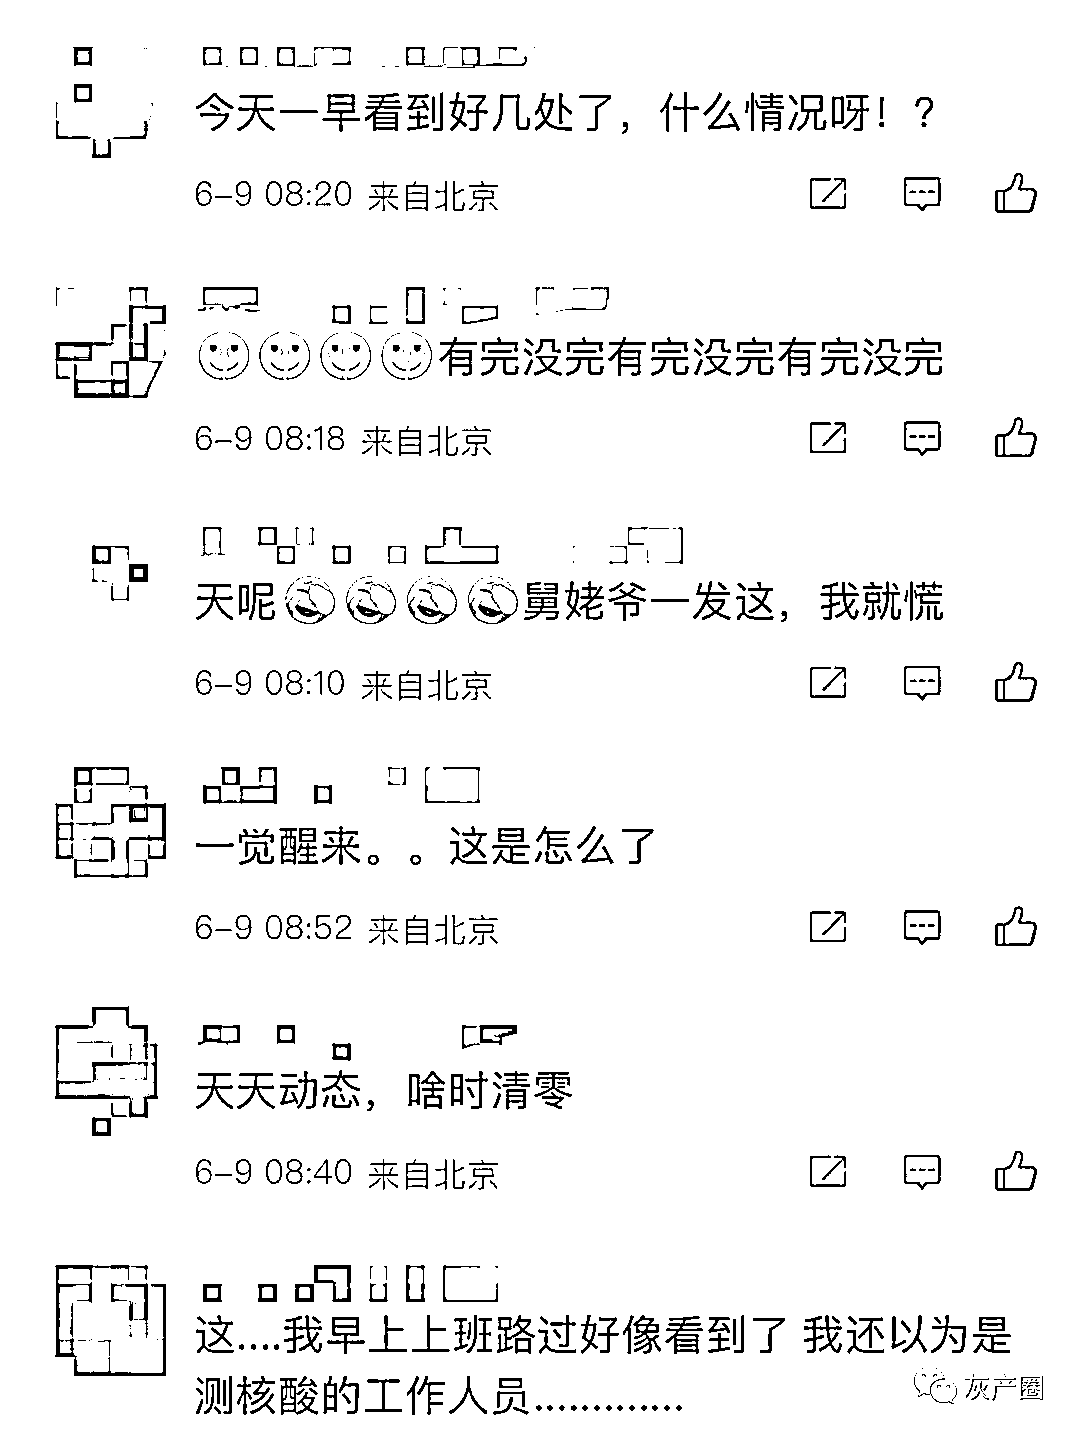 今天一早看到好几处了，什么情况呀！？
6-9 08:20 来自北京
有完没完有完没完有完没完
6-9 08:18 来自北京
天呢舅姥爷一发这，我就慌
6-9 08:10 来自北京
一觉醒来。。这是怎么了
6-9 08:52 来自北京
天天动态，啥时清零
6-9 08:40 来自北京
这....我早上上班路过好像看到了 我还以为是
测核酸的工作人员.............
灰产圈